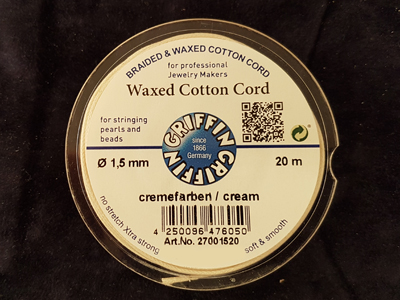 BRAIDED & WAXED COTTON CORD
for professional
Jewelry Makers
Waxed Cotton Cord
for stringing
pearls and
beads
GRIFFIN
since
1866
Germany
GRIFFIN
Ø 1,5 mm
20 m
cremefarben / cream
4 250096 476050
Art.No. 27001520
no stretch Xtra strong
soft & smooth